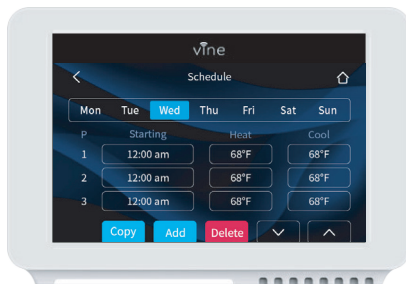 vine
Schedule
Mon Tue Wed Thu Fri Sat Sun
P Starting Heat Cool
1 12:00 am 68°F 68°F
2 12:00 am 68°F 68°F
3 12:00 am 68°F 68°F
Copy Add Delete